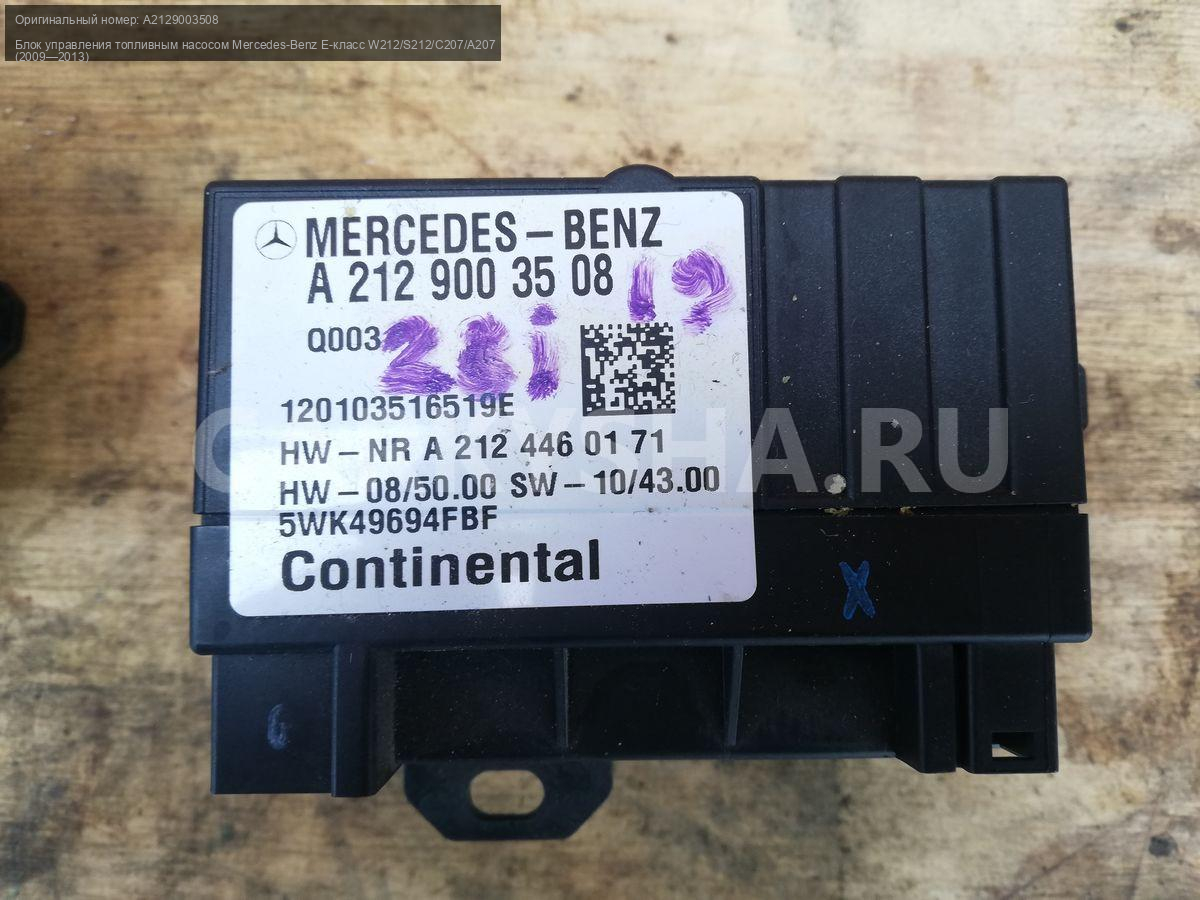 Оригинальный номер: A2129003508
Блок управления топливным насосом Mercedes-Benz E-класс W212/S212/C207/A207
(2009—2013)
MERCEDES – BENZ
A 212 900 3508
Q003
120103516519E
HW – NR A 212 446 01 71
HW – 08/50.00 SW – 10/43.00
5WK49694FBF
Continental
X